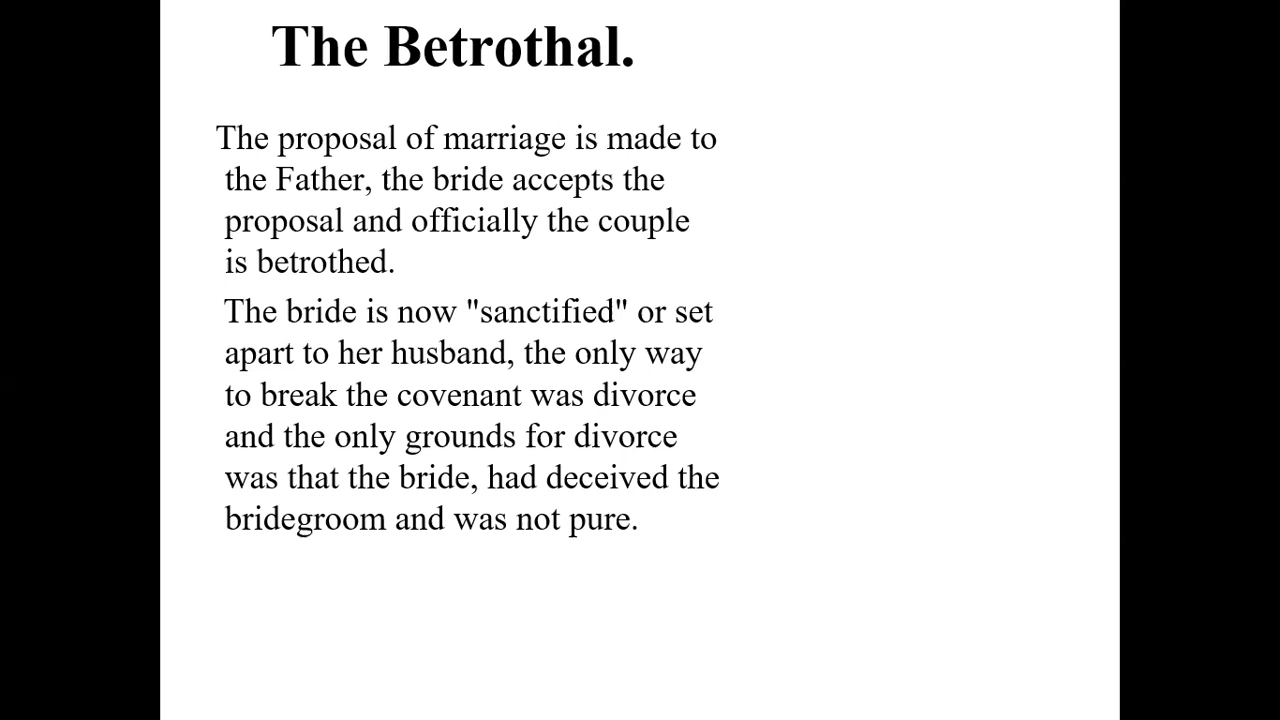 The Betrothal.
The proposal of marriage is made to
the Father, the bride accepts the
proposal and officially the couple
is betrothed.
The bride is now "sanctified" or set
apart to her husband, the only way
to break the covenant was divorce
and the only grounds for divorce
was that the bride, had deceived the
bridegroom and was not pure.